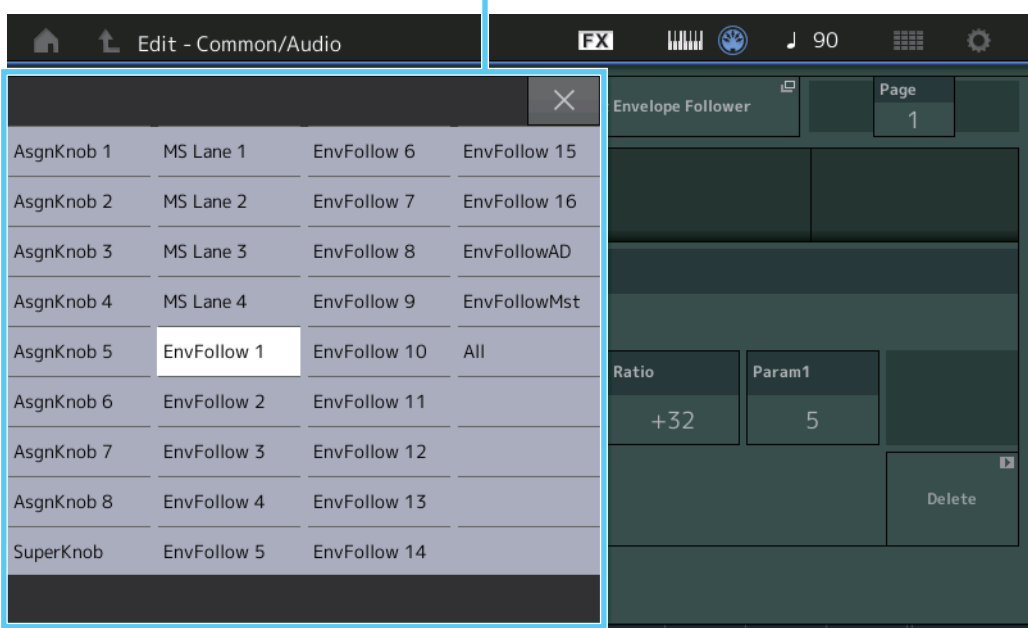 Edit - Common/Audio FX 90
Envelope Follower Page
1
AsgnKnob 1 MS Lane 1 EnvFollow 6 EnvFollow 15
AsgnKnob 2 MS Lane 2 EnvFollow 7 EnvFollow 16
AsgnKnob 3 MS Lane 3 EnvFollow 8 EnvFollowAD
AsgnKnob 4 MS Lane 4 EnvFollow 9 EnvFollowMst
AsgnKnob 5 EnvFollow 1 EnvFollow 10 All
Ratio Param1
AsgnKnob 6 EnvFollow 2 EnvFollow 11
+32 5
AsgnKnob 7 EnvFollow 3 EnvFollow 12
AsgnKnob 8 EnvFollow 4 EnvFollow 13
Delete
SuperKnob EnvFollow 5 EnvFollow 14